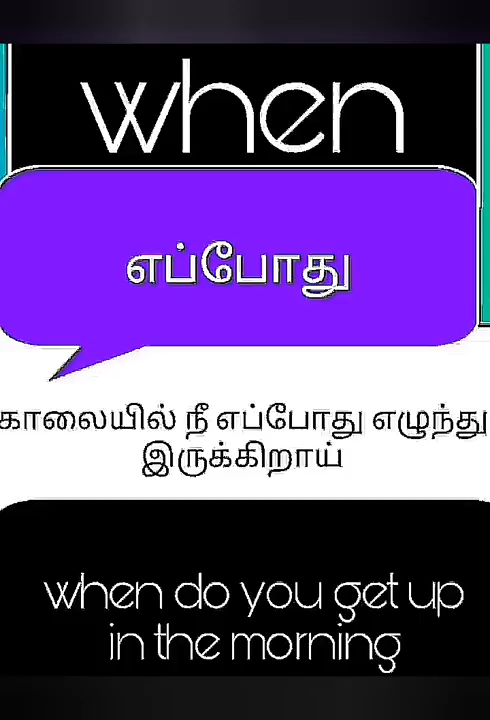 when
எப்போது
காலையில் நீ எப்போது எழுந்து
இருக்கிறாய்
when do you get up
in the morning